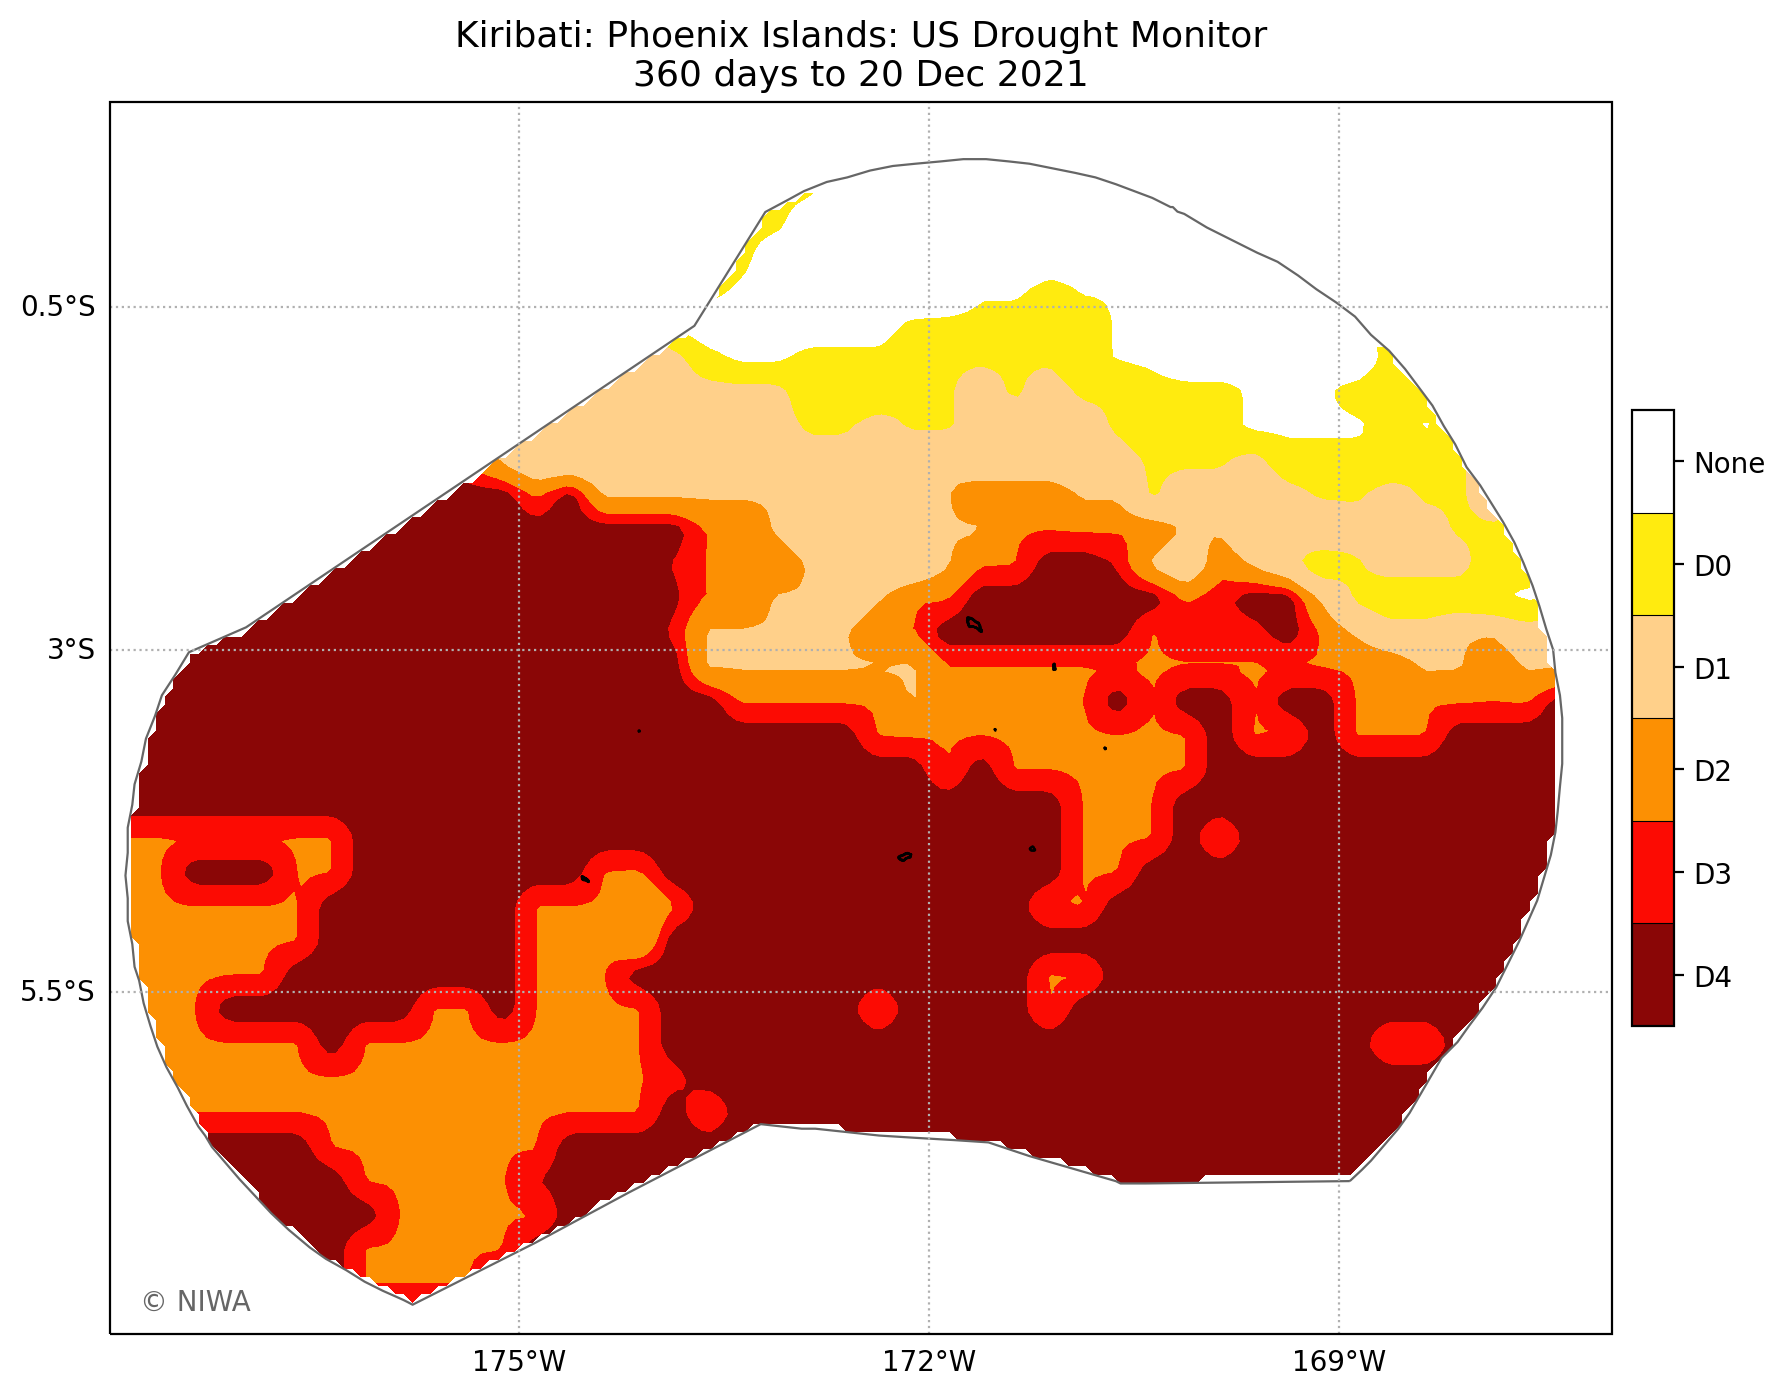 Kiribati: Phoenix Islands: US Drought Monitor
360 days to 20 Dec 2021
0.5°S
3°S
5.5°S
175°W
172°W
169°W
None
D0
D1
D2
D3
D4
© NIWA